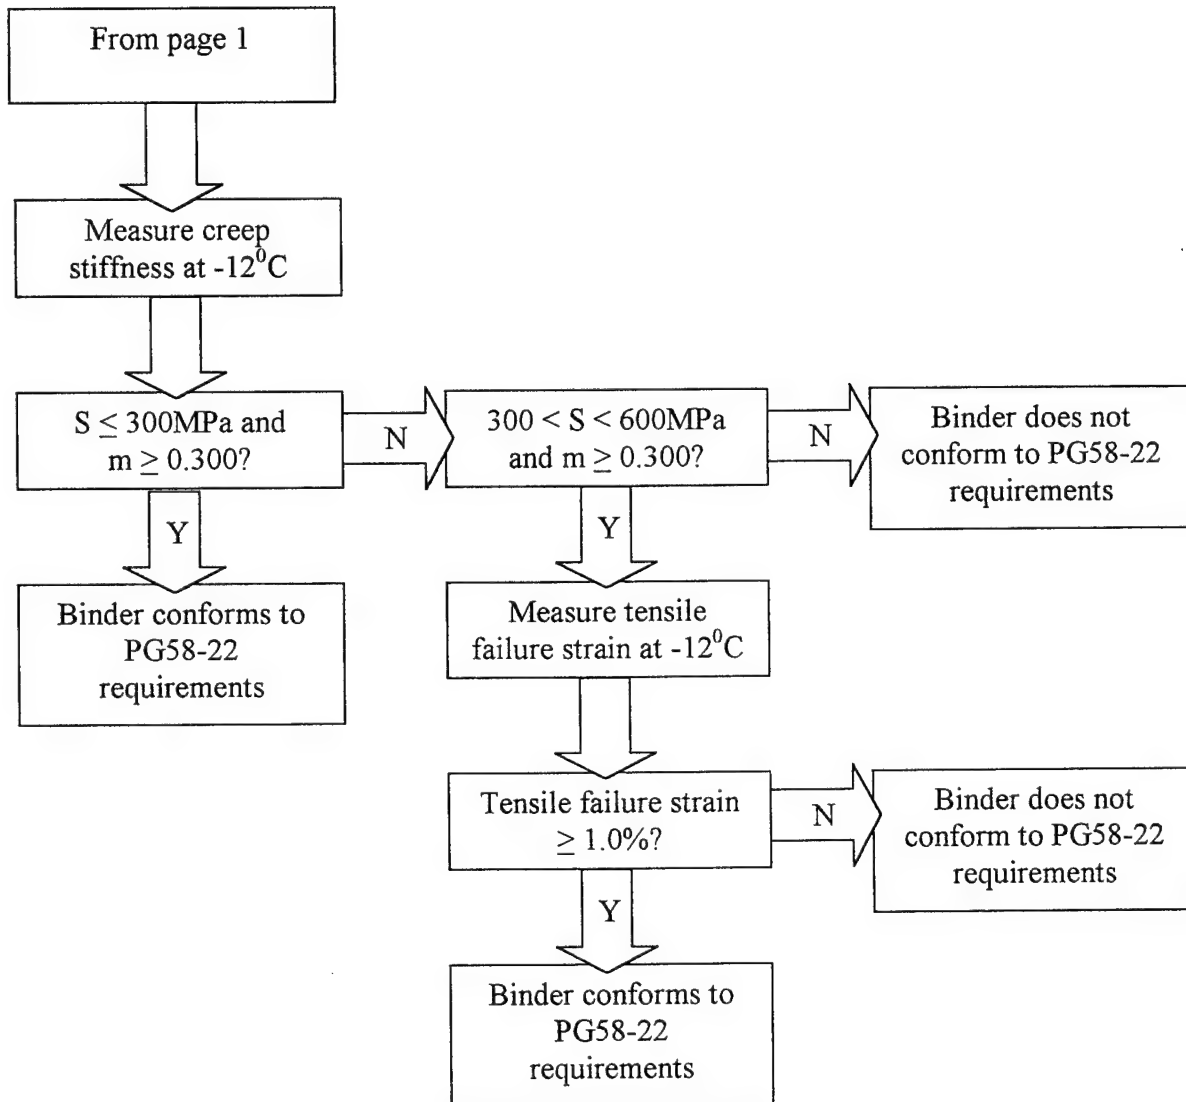 From page 1
Measure creep
stiffness at -12⁰C
S ≤ 300MPa and
m ≥ 0.300?
N
300 < S < 600MPa
and m ≥ 0.300?
N
Binder does not
conform to PG58-22
requirements
Y
Binder conforms to
PG58-22
requirements
Y
Measure tensile
failure strain at -12⁰C
Tensile failure strain
≥ 1.0%?
N
Binder does not
conform to PG58-22
requirements
Y
Binder conforms to
PG58-22
requirements